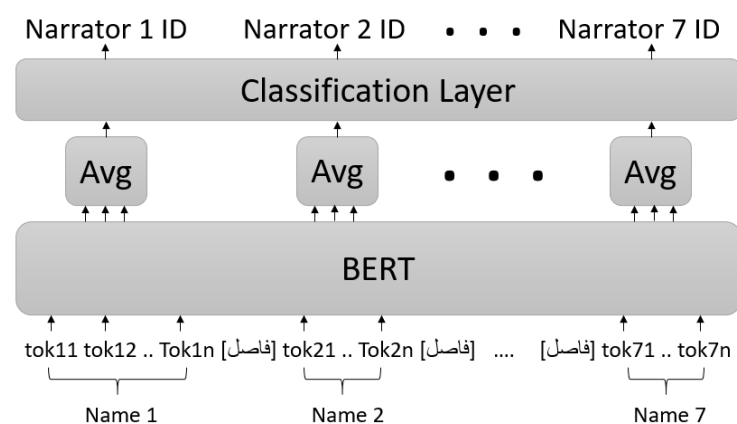 Narrator 1 ID Narrator 2 ID . . . Narrator 7 ID
Classification Layer
Avg Avg . . . Avg
BERT
tok11 tok12 .. Tok1n [فاصل] tok21 .. Tok2n [فاصل] .... [فاصل] tok71 .. tok7n
Name 1 Name 2 Name 7